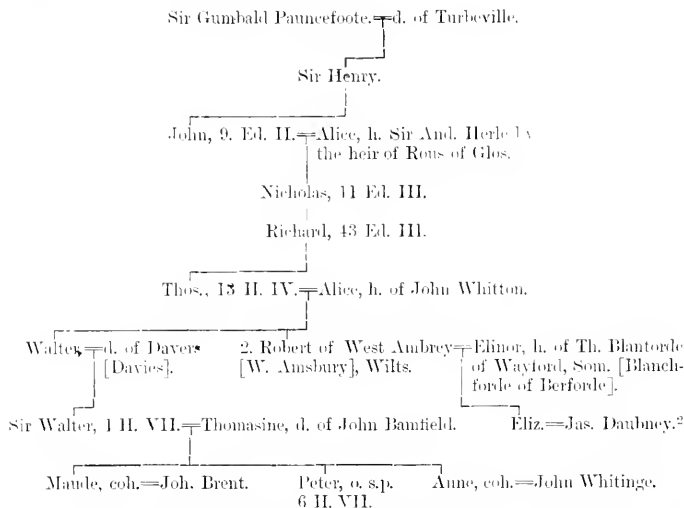 Sir Gumbald Pauncefoote.=d. of Turbeville.
Sir Henry.
John, 9. Ed. II.=Alice, h. Sir And. Herle by
the heir of Rous of Glos.
Nicholas, 11 Ed. III.
Richard, 43 Ed. III.
Thos., 13 H. IV.=Alice, h. of John Whitton.
Walter,=d. of Davers 2. Robert of West Ambrey=Elinor, h. of Th. Blantorde
[Davies]. [W. Amsbury], Wilts. of Wayford, Som. [Blanch-
forde of Berforde].
Sir Walter, 1 H. VII.=Thomasine, d. of John Bamfield. Eliz.=Jas. Daubney.²
Maude, coh.=Joh. Brent. Peter, o. s.p. Anne, coh.=John Whitinge.
6 H. VII.